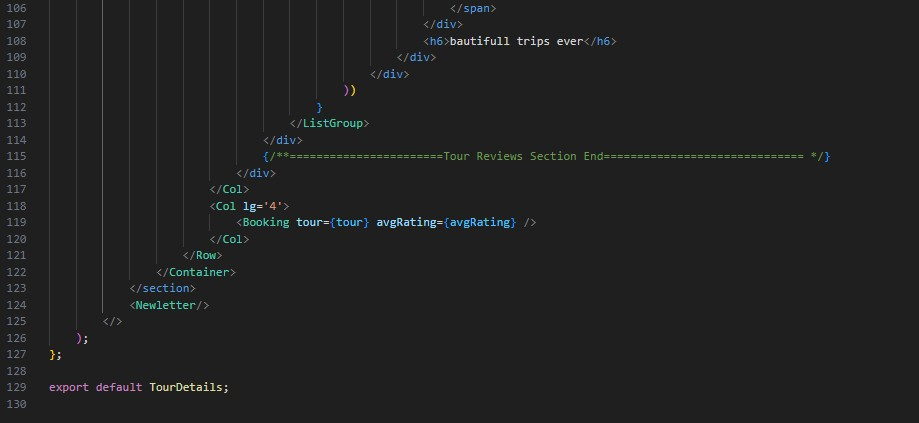 106 </span>
107 </div>
108 <h6>bautifull trips ever</h6>
109 </div>
110 </div>
111 ))
112 }
113 </ListGroup>
114 </div>
115 {/**=======================Tour Reviews Section End============================== */}
116 </div>
117 </Col>
118 <Col lg='4'>
119 <Booking tour={tour} avgRating={avgRating} />
120 </Col>
121 </Row>
122 </Container>
123 </section>
124 <Newletter/>
125 </>
126 );
127 };
128
129 export default TourDetails;
130